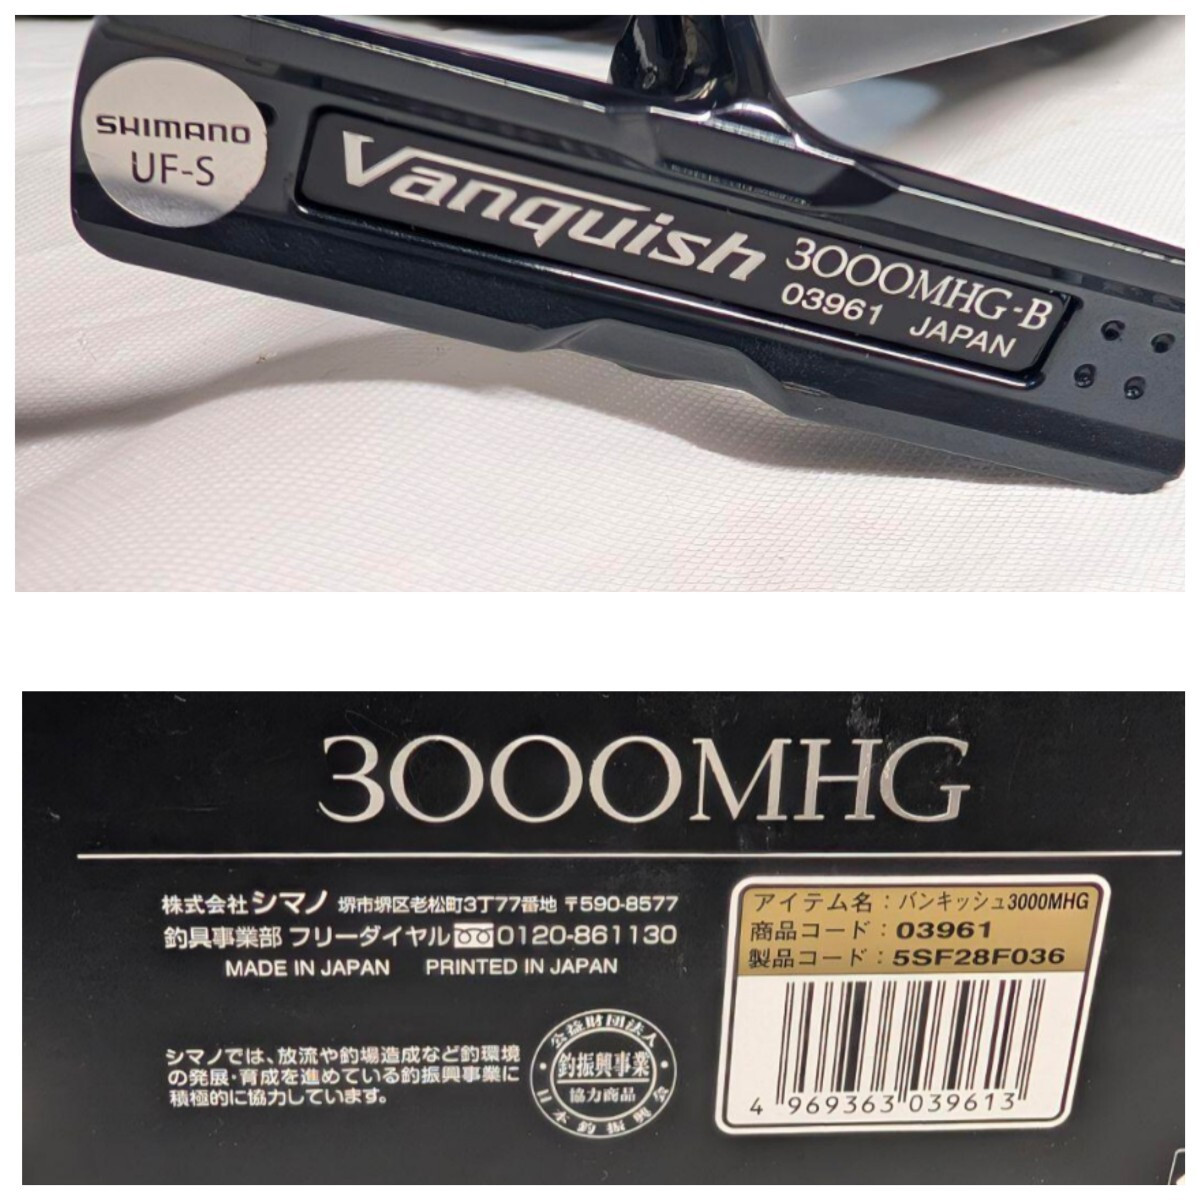 SHIMANO
UF-S
Vanquish 3000MHG-B
03961 JAPAN
3000MHG
株式会社シマノ 堺市堺区老松町3丁77番地 〒590-8577
釣具事業部 フリーダイヤル 0120-861130
MADE IN JAPAN PRINTED IN JAPAN
シマノでは、放流や釣場造成など釣環境
の発展・育成を進めている釣振興事業に
積極的に協力しています。
公益財団法人
釣振興事業
協力商品
日本釣振興会
アイテム名：バンキッシュ3000MHG
商品コード：03961
製品コード：5SF28F036
4 969363 039613